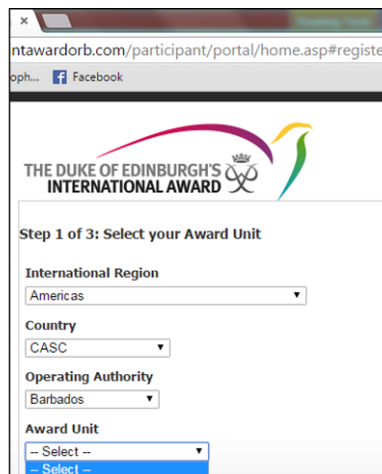 ×
ntawardorb.com/participant/portal/home.asp#registe
oph... Facebook
THE DUKE OF EDINBURGH'S
INTERNATIONAL AWARD
Step 1 of 3: Select your Award Unit
International Region
Americas
Country
CASC
Operating Authority
Barbados
Award Unit
-- Select --
-- Select --